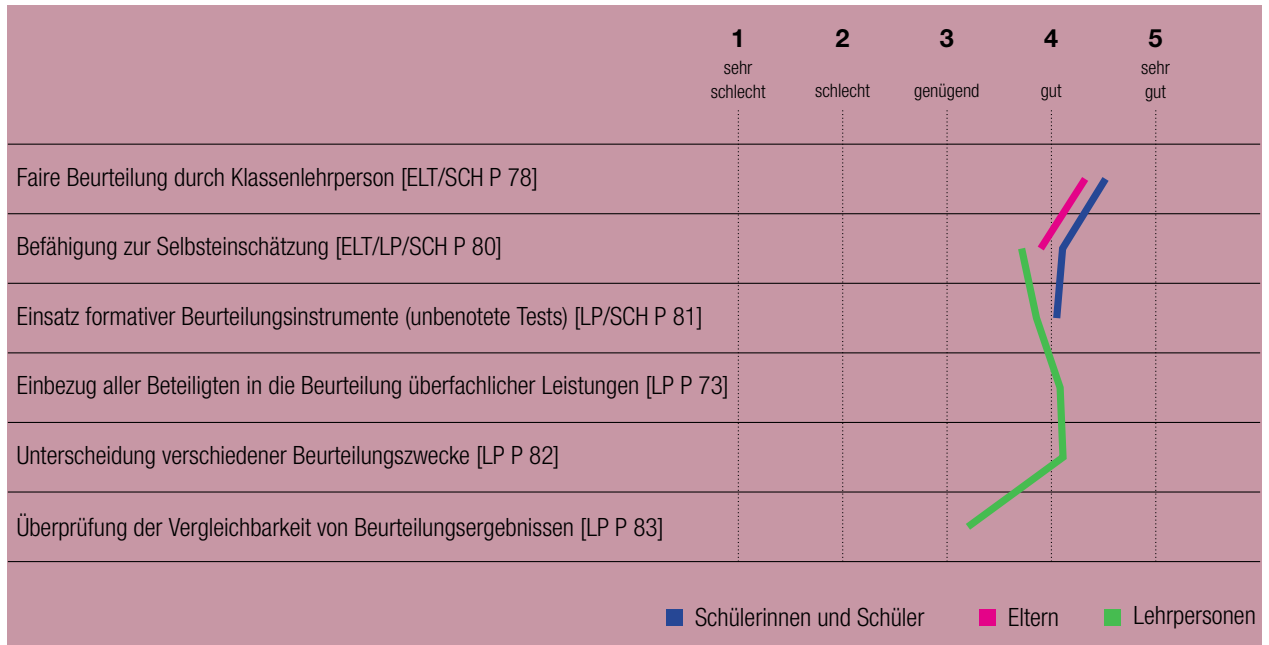 1 2 3 4 5
sehr schlecht schlecht genügend gut sehr gut
Faire Beurteilung durch Klassenlehrperson [ELT/SCH P 78]
Befähigung zur Selbsteinschätzung [ELT/LP/SCH P 80]
Einsatz formativer Beurteilungsinstrumente (unbenotete Tests) [LP/SCH P 81]
Einbezug aller Beteiligten in die Beurteilung überfachlicher Leistungen [LP P 73]
Unterscheidung verschiedener Beurteilungszwecke [LP P 82]
Überprüfung der Vergleichbarkeit von Beurteilungsergebnissen [LP P 83]
Schülerinnen und Schüler Eltern Lehrpersonen